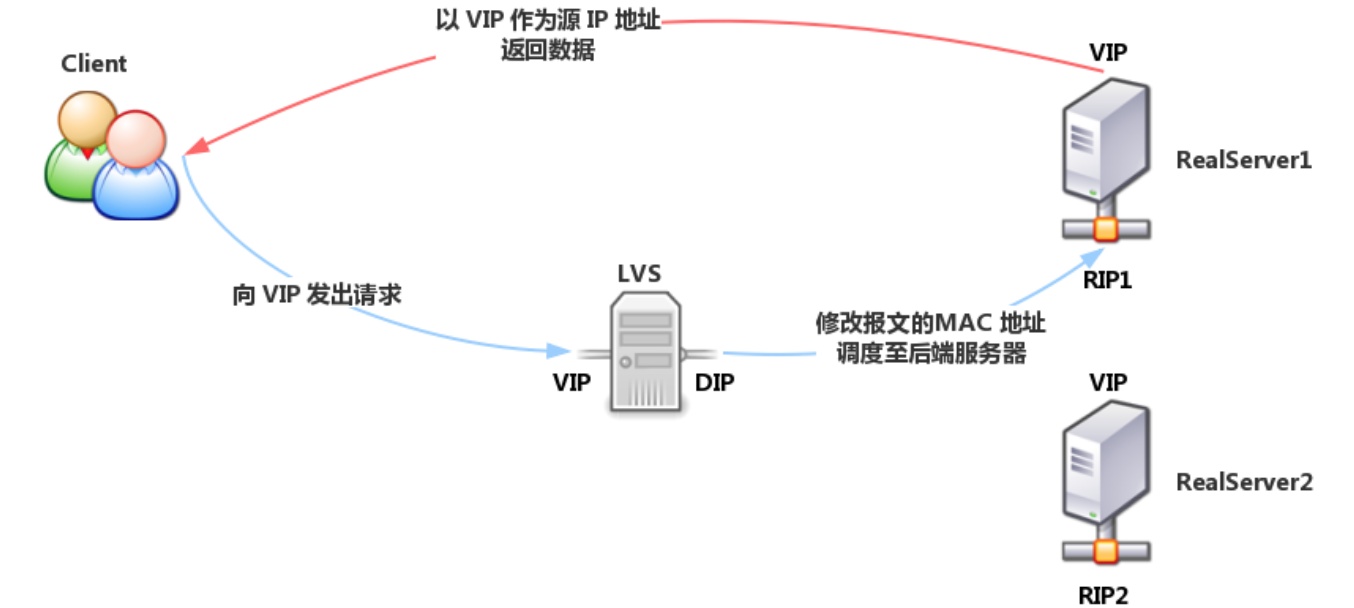 以 VIP 作为源 IP 地址
返回数据
VIP
Client
RealServer1
LVS
RIP1
向 VIP 发出请求
修改报文的MAC 地址
调度至后端服务器
VIP
DIP
VIP
RealServer2
RIP2